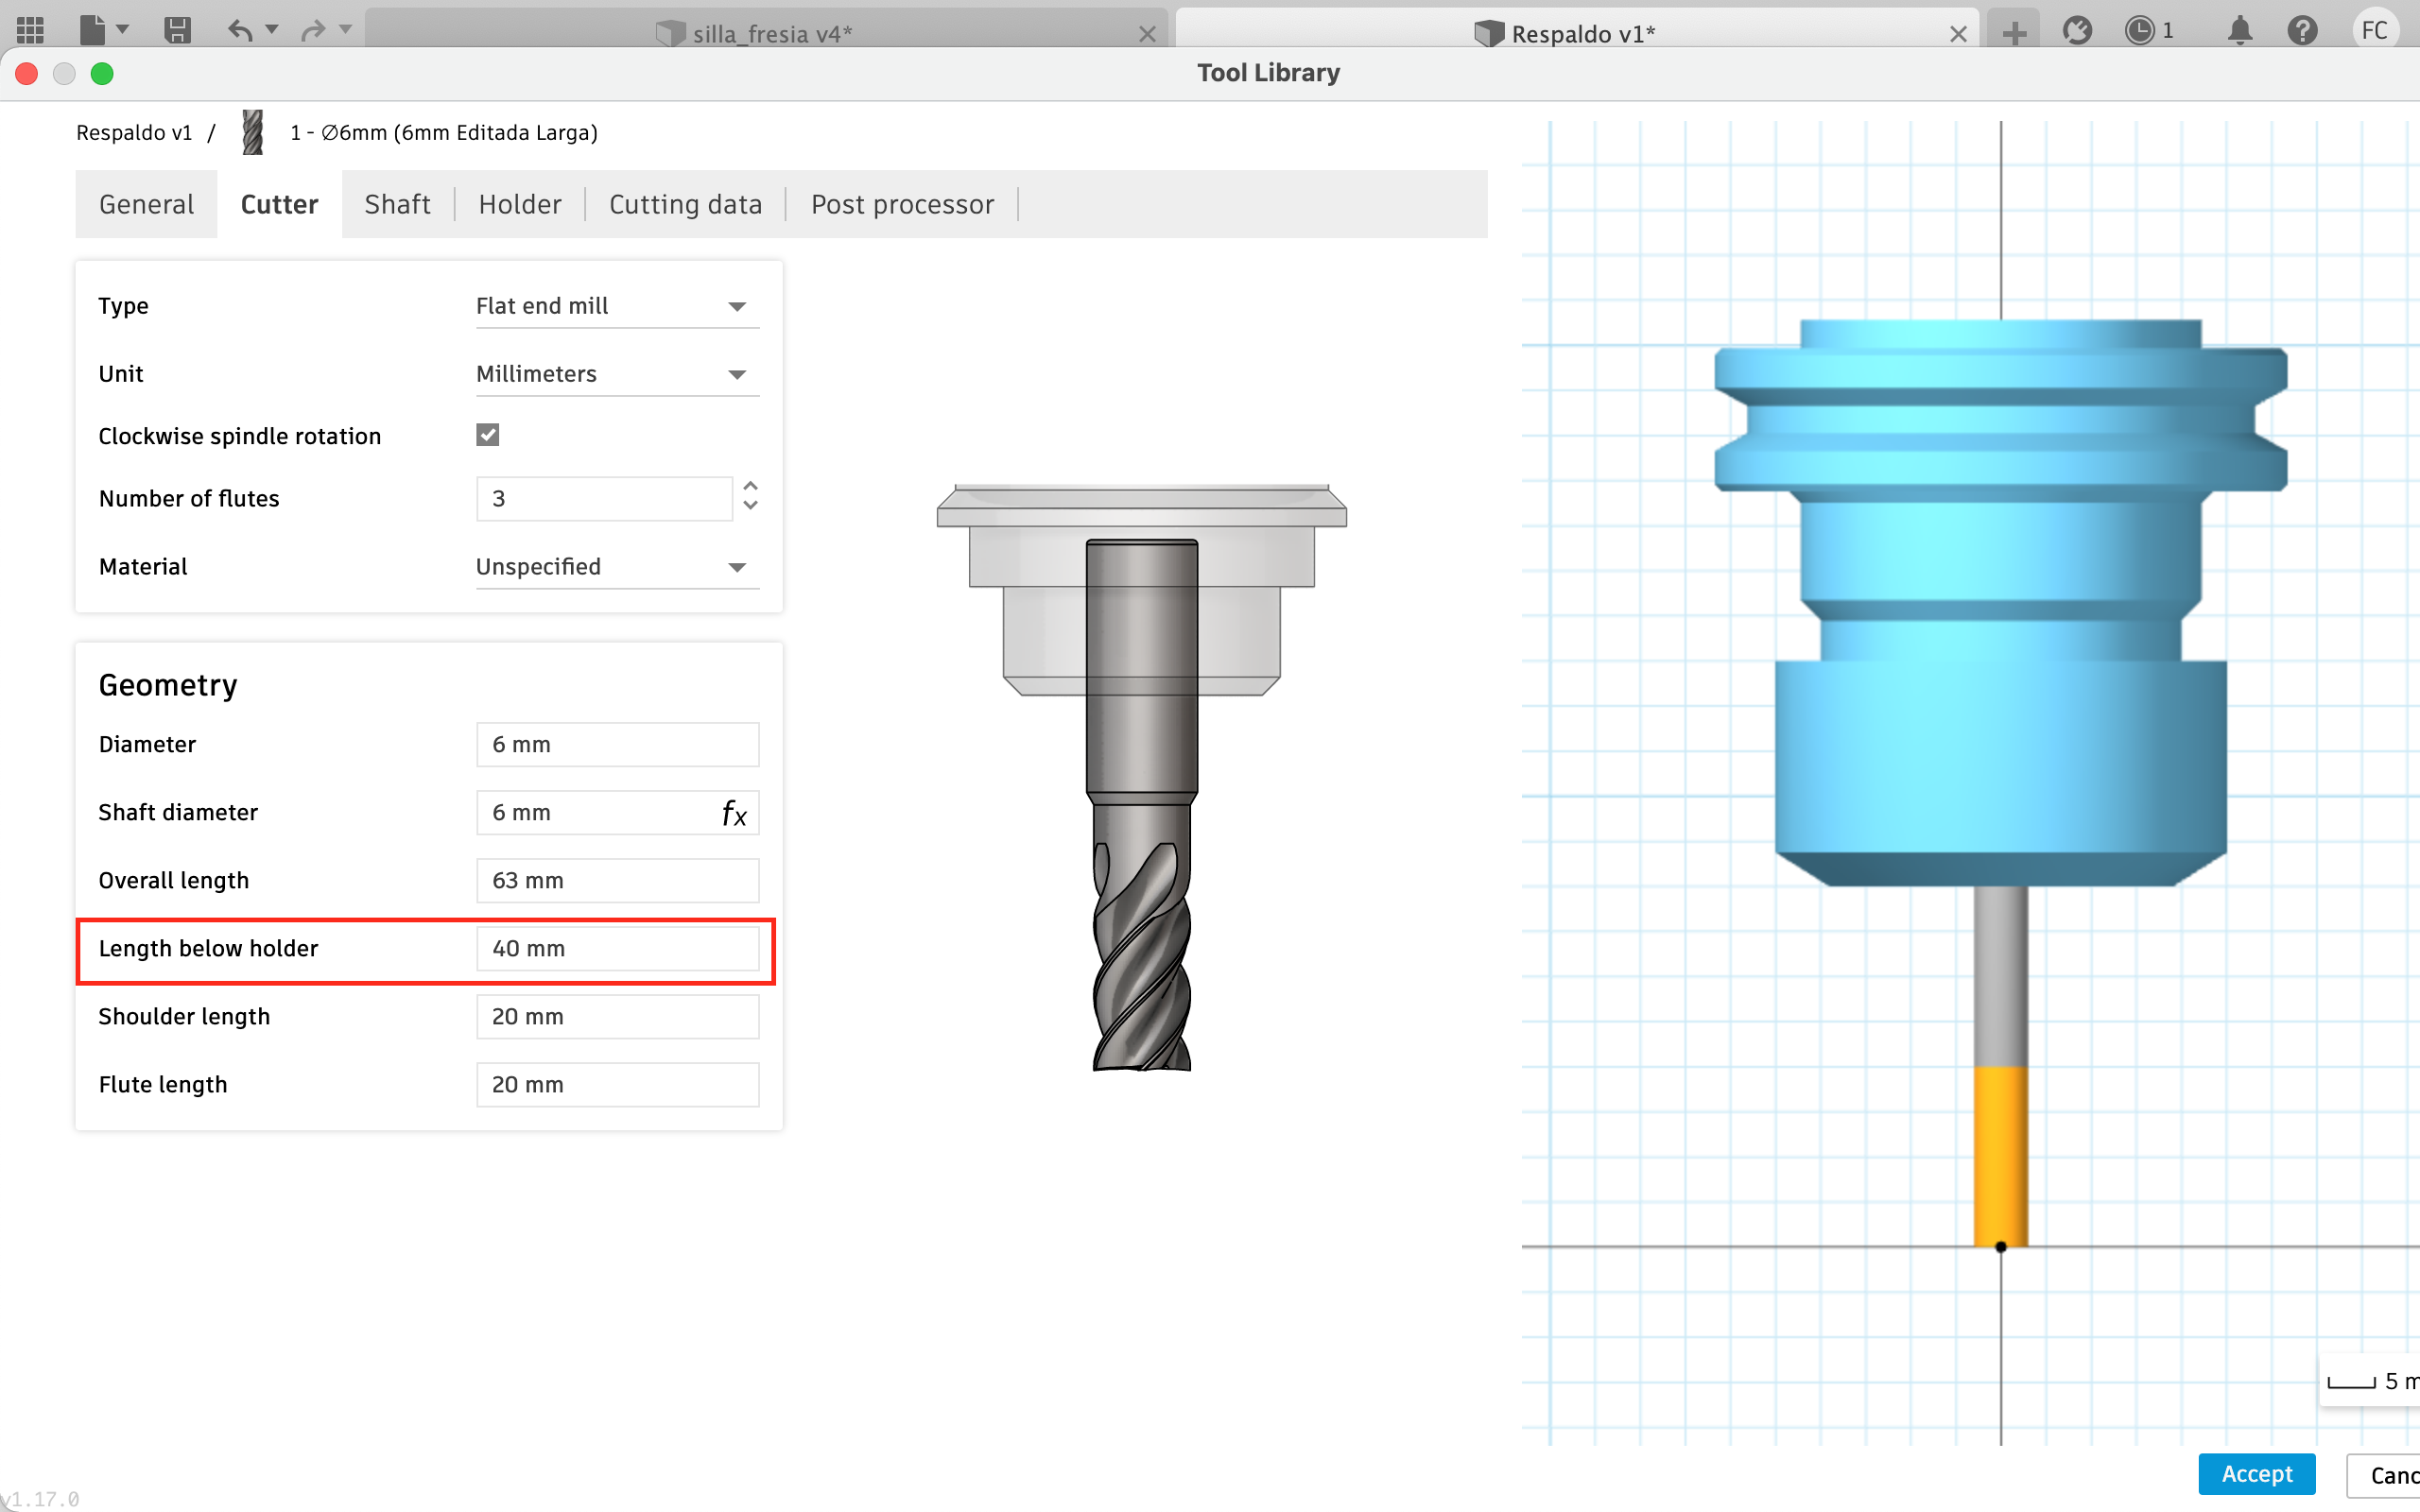 silla_fresia v4*
Respaldo v1*
1
FC
Tool Library
Respaldo v1 / 1 - Ø6mm (6mm Editada Larga)
General Cutter Shaft Holder Cutting data Post processor
Type Flat end mill
Unit Millimeters
Clockwise spindle rotation
Number of flutes 3
Material Unspecified
Geometry
Diameter 6 mm
Shaft diameter 6 mm fx
Overall length 63 mm
Length below holder 40 mm
Shoulder length 20 mm
Flute length 20 mm
5 m
Accept
Canc
v1.17.0